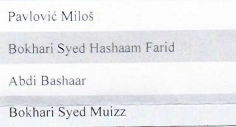 Pavlović Miloš
Bokhari Syed Hashaam Farid
Abdi Bashaar
Bokhari Syed Muizz